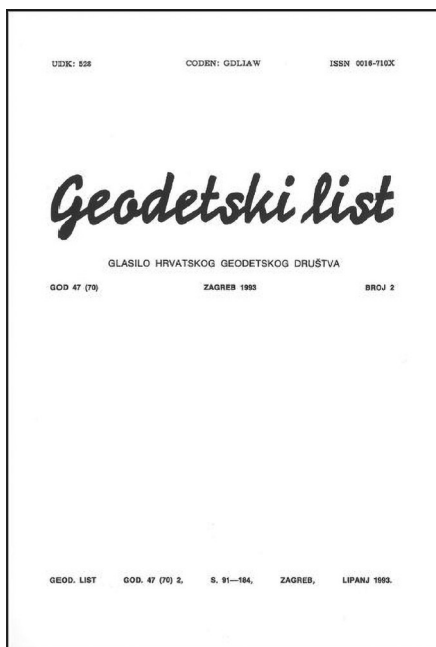 UDK: 528 CODEN: GDLIAW ISSN 0016-710X
Geodetski list
GLASILO HRVATSKOG GEODETSKOG DRUŠTVA
GOD 47 (70) ZAGREB 1993 BROJ 2
GEOD. LIST GOD. 47 (70) 2, S. 91—184, ZAGREB, LIPANJ 1993.